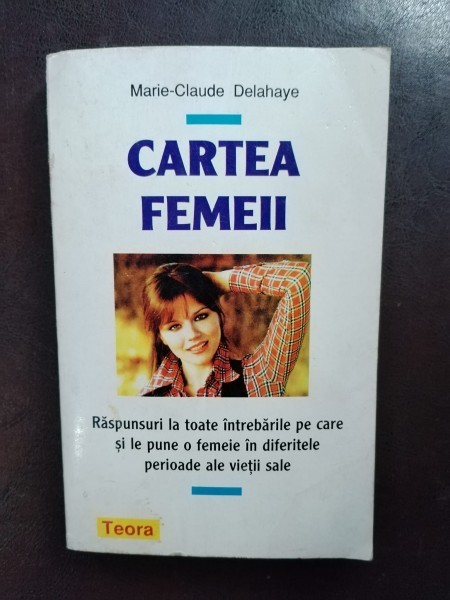 Marie-Claude Delahaye
CARTEA
FEMEII
Răspunsuri la toate întrebările pe care
și le pune o femeie în diferitele
perioade ale vieții sale
Teora